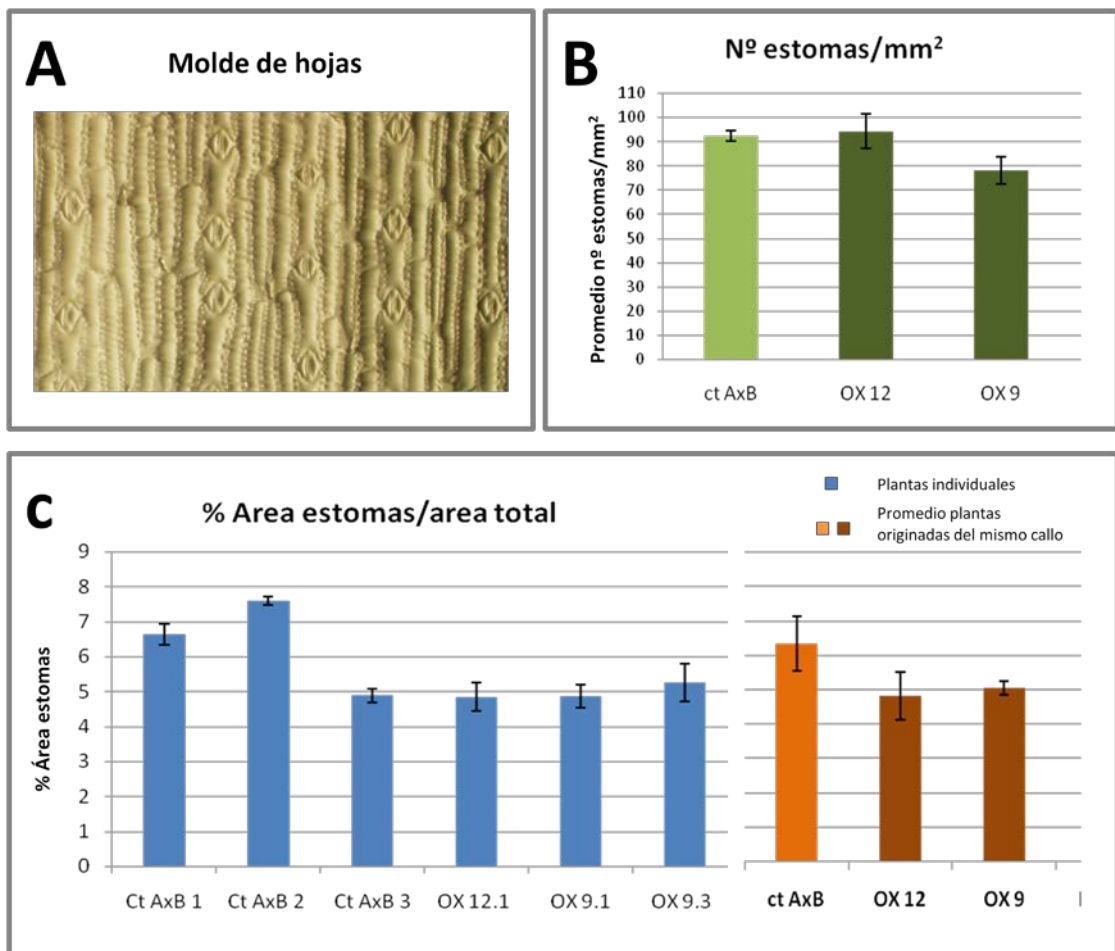 A
Molde de hojas
B
Nº estomas/mm²
Promedio nº estomas/mm²
110
100
90
80
70
60
50
40
30
20
10
0
ct AxB OX 12 OX 9
C
% Area estomas/area total
Plantas individuales
Promedio plantas
originadas del mismo callo
% Área estomas
9
8
7
6
5
4
3
2
1
0
Ct AxB 1 Ct AxB 2 Ct AxB 3 OX 12.1 OX 9.1 OX 9.3
ct AxB OX 12 OX 9